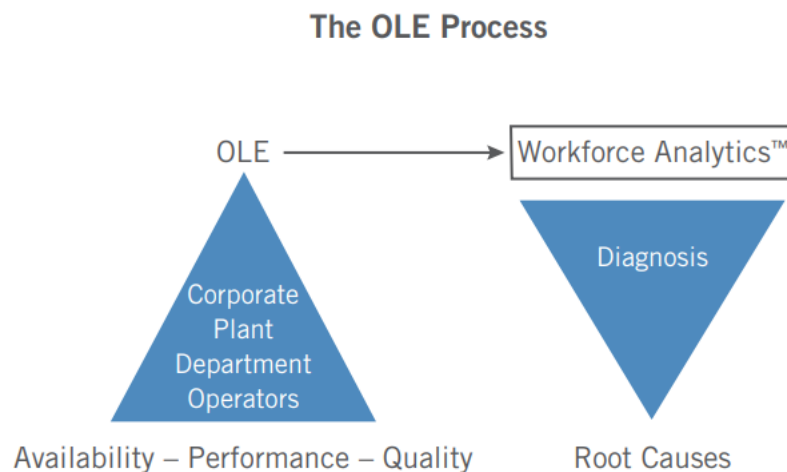 The OLE Process
OLE
Workforce Analytics™
Corporate
Plant
Department
Operators
Diagnosis
Availability – Performance – Quality
Root Causes